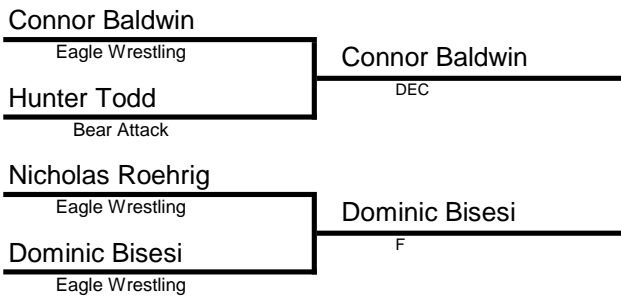 Connor Baldwin
Eagle Wrestling
Connor Baldwin
DEC
Hunter Todd
Bear Attack
Nicholas Roehrig
Eagle Wrestling
Dominic Bisesi
F
Dominic Bisesi
Eagle Wrestling